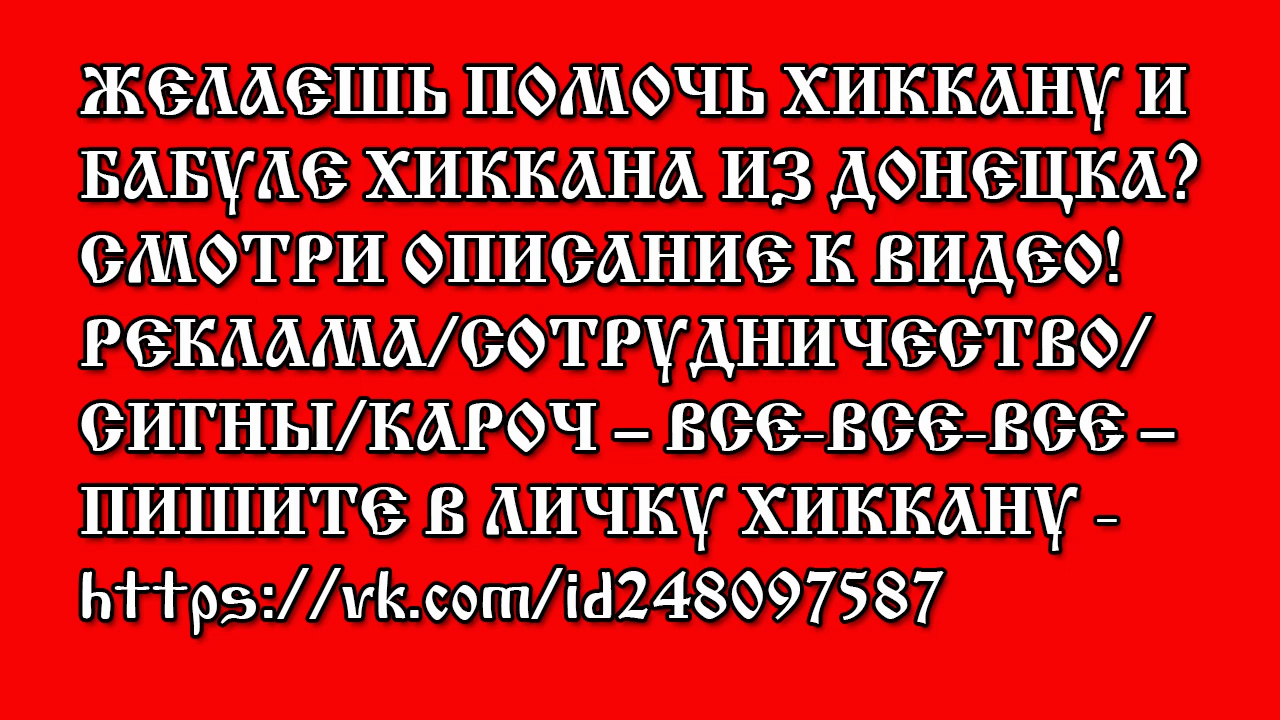 ЖЕЛАЕШЬ ПОМОЧЬ ХИККАНУ И
БАБУЛЕ ХИККАНА ИЗ ДОНЕЦКА?
СМОТРИ ОПИСАНИЕ К ВИДЕО!
РЕКЛАМА/СОТРУДНИЧЕСТВО/
СИГНЫ/КАРОЧ – ВСЕ-ВСЕ-ВСЕ –
ПИШИТЕ В ЛИЧКУ ХИККАНУ -
https://vk.com/id248097587